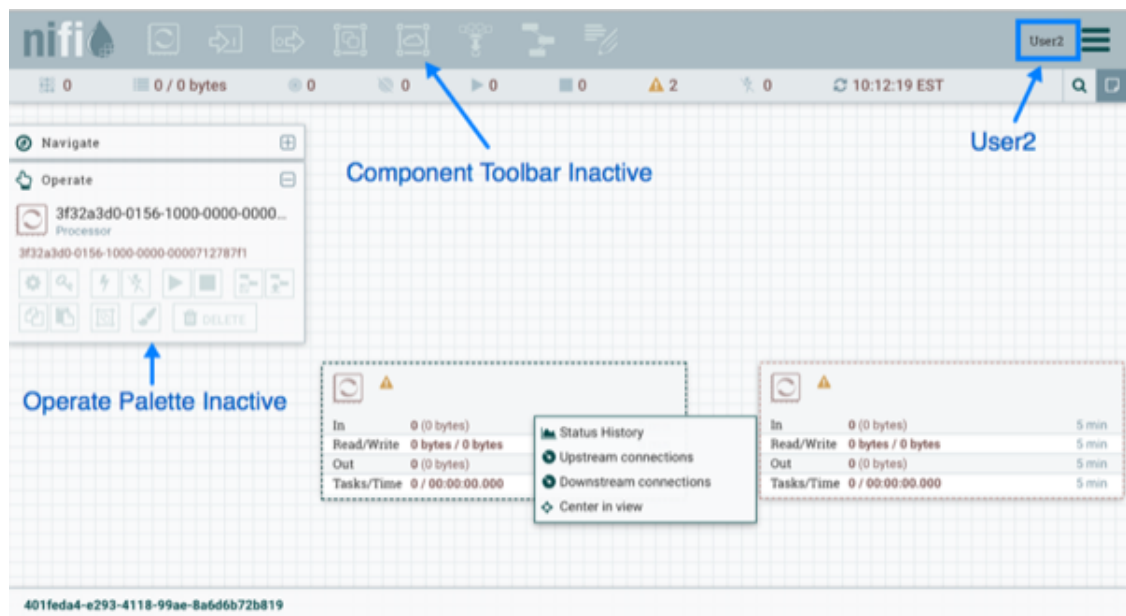 nifi
User2
0
0 / 0 bytes
0
0
0
0
2
0
10:12:19 EST
User2
Component Toolbar Inactive
Navigate
Operate
3f32a3d0-0156-1000-0000-0000...
Processor
3f32a3d0-0156-1000-0000-0000712787f1
DELETE
Operate Palette Inactive
In 0 (0 bytes)
Read/Write 0 bytes / 0 bytes
Out 0 (0 bytes)
Tasks/Time 0 / 00:00:00.000
Status History
Upstream connections
Downstream connections
Center in view
In 0 (0 bytes) 5 min
Read/Write 0 bytes / 0 bytes 5 min
Out 0 (0 bytes) 5 min
Tasks/Time 0 / 00:00:00.000 5 min
401feda4-e293-4118-99ae-8a6d6b72b819